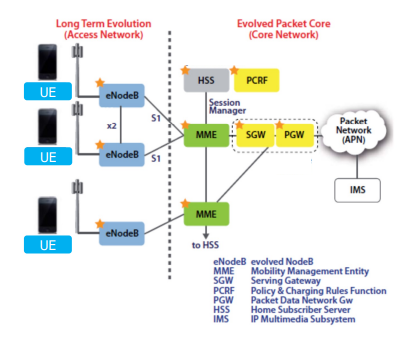 Long Term Evolution
(Access Network)
Evolved Packet Core
(Core Network)
UE
eNodeB
HSS
PCRF
Session
Manager
x2
S1
UE
eNodeB
S1
MME
SGW
PGW
Packet
Network
(APN)
IMS
UE
eNodeB
MME
to HSS
eNodeB evolved NodeB
MME Mobility Management Entity
SGW Serving Gateway
PCRF Policy & Charging Rules Function
PGW Packet Data Network Gw
HSS Home Subscriber Server
IMS IP Multimedia Subsystem